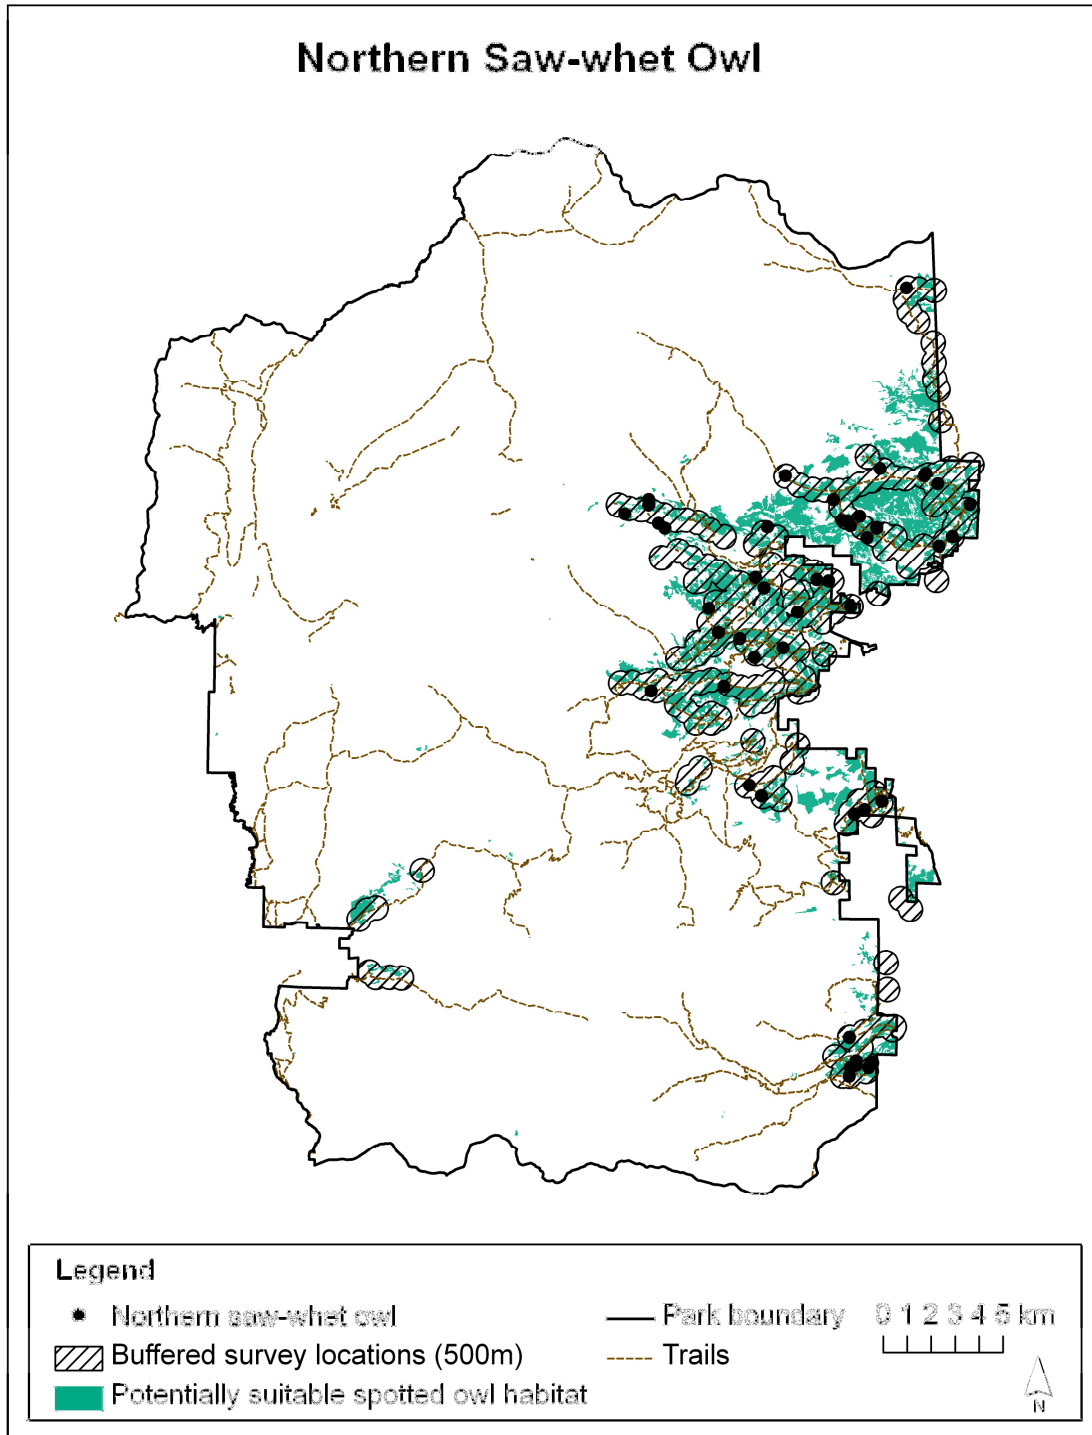 Northern Saw-whet Owl
Legend
Northern saw-whet owl
Buffered survey locations (500m)
Potentially suitable spotted owl habitat
Park boundary
Trails
0 1 2 3 4 5 km
N